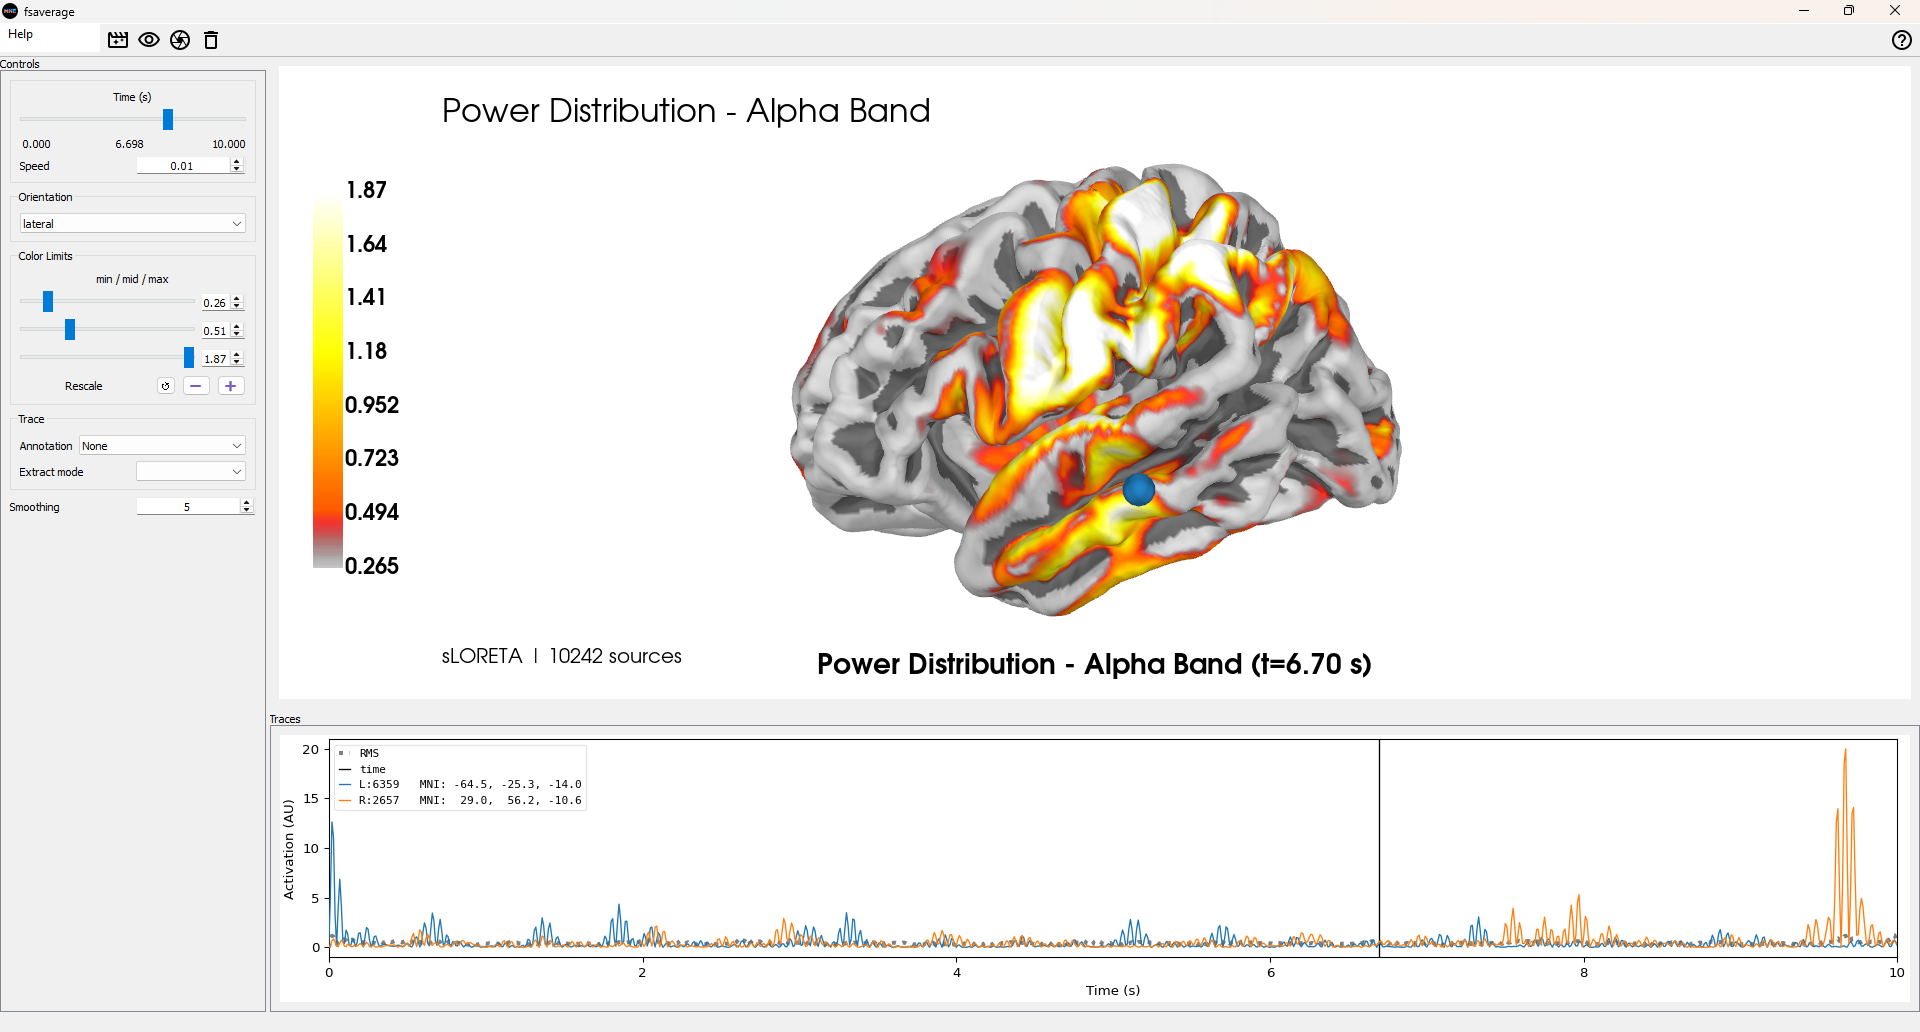 fsaverage
Help
Controls
Time (s)
0.000 6.698 10.000
Speed 0.01
Orientation
lateral
Color Limits
min / mid / max
0.26
0.51
1.87
Rescale
Trace
Annotation None
Extract mode
Smoothing 5
Power Distribution - Alpha Band
1.87
1.64
1.41
1.18
0.952
0.723
0.494
0.265
sLORETA | 10242 sources
Power Distribution - Alpha Band (t=6.70 s)
Traces
RMS
time
L:6359 MNI: -64.5, -25.3, -14.0
R:2657 MNI: 29.0, 56.2, -10.6
Activation (AU)
20
15
10
5
0
0 2 4 6 8 10
Time (s)